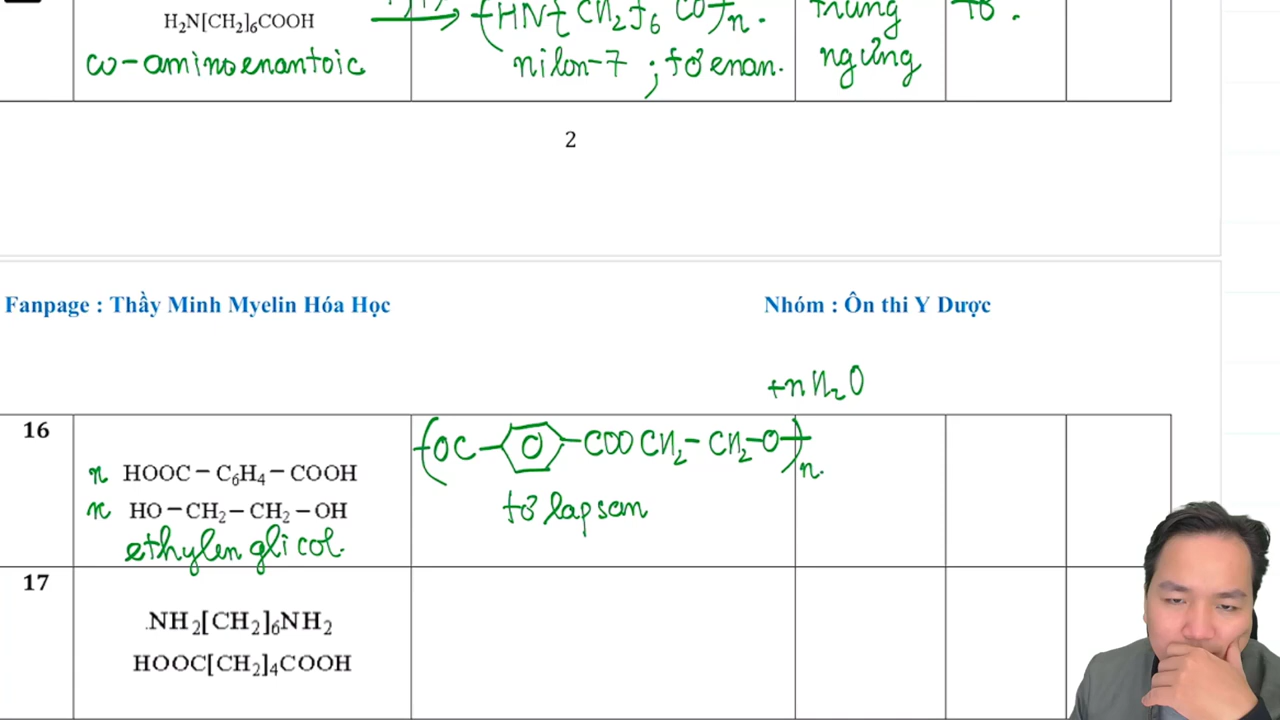 H₂N[CH₂]₆COOH
(HN(CH₂)₆CO)n.
trùng
tơ.
ω-aminoenantoic
nilon-7 ; tơ enan.
ngưng
2
Fanpage : Thầy Minh Myelin Hóa Học
Nhóm : Ôn thi Y Dược
+nH₂O
16
(OC - - COOCH₂-CH₂-O)n.
n HOOC - C₆H₄ - COOH
n HO - CH₂ - CH₂ - OH
tơ lapsan
ethylen glicol.
17
.NH₂[CH₂]₆NH₂
HOOC[CH₂]₄COOH